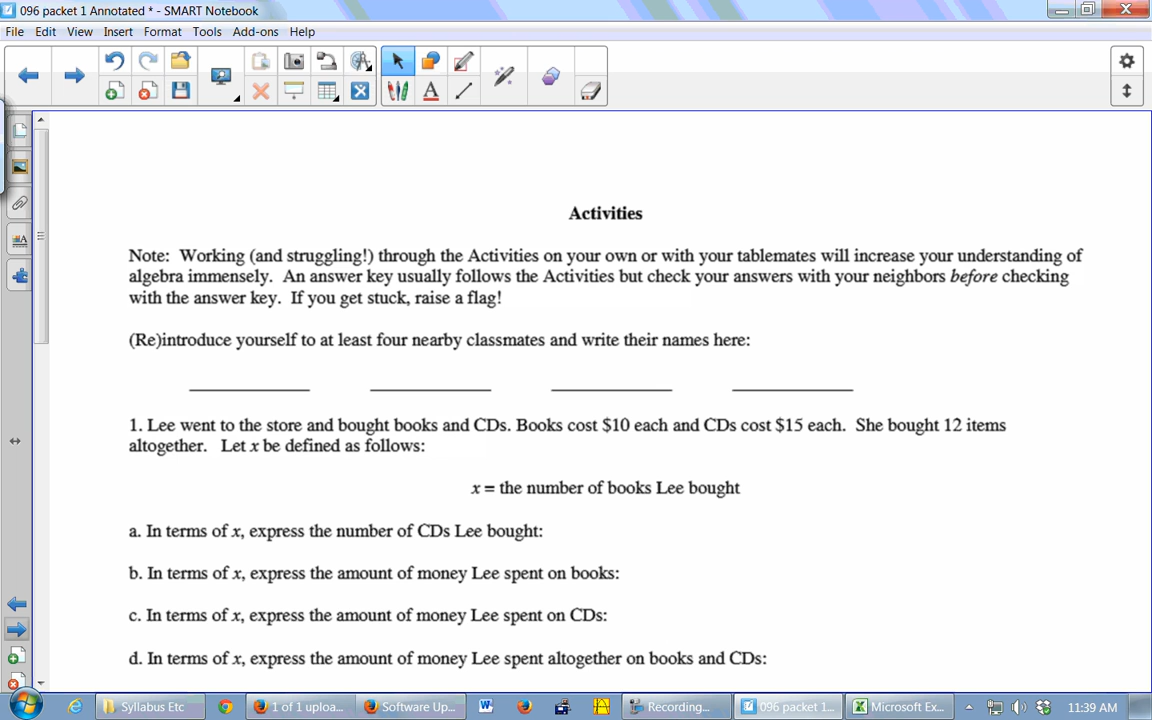 096 packet 1 Annotated * - SMART Notebook
File Edit View Insert Format Tools Add-ons Help
Activities
Note: Working (and struggling!) through the Activities on your own or with your tablemates will increase your understanding of
algebra immensely. An answer key usually follows the Activities but check your answers with your neighbors before checking
with the answer key. If you get stuck, raise a flag!
(Re)introduce yourself to at least four nearby classmates and write their names here:
1. Lee went to the store and bought books and CDs. Books cost $10 each and CDs cost $15 each. She bought 12 items
altogether. Let x be defined as follows:
x = the number of books Lee bought
a. In terms of x, express the number of CDs Lee bought:
b. In terms of x, express the amount of money Lee spent on books:
c. In terms of x, express the amount of money Lee spent on CDs:
d. In terms of x, express the amount of money Lee spent altogether on books and CDs:
Syllabus Etc 1 of 1 uploa... Software Up... Recording... 096 packet 1... Microsoft Ex... 11:39 AM